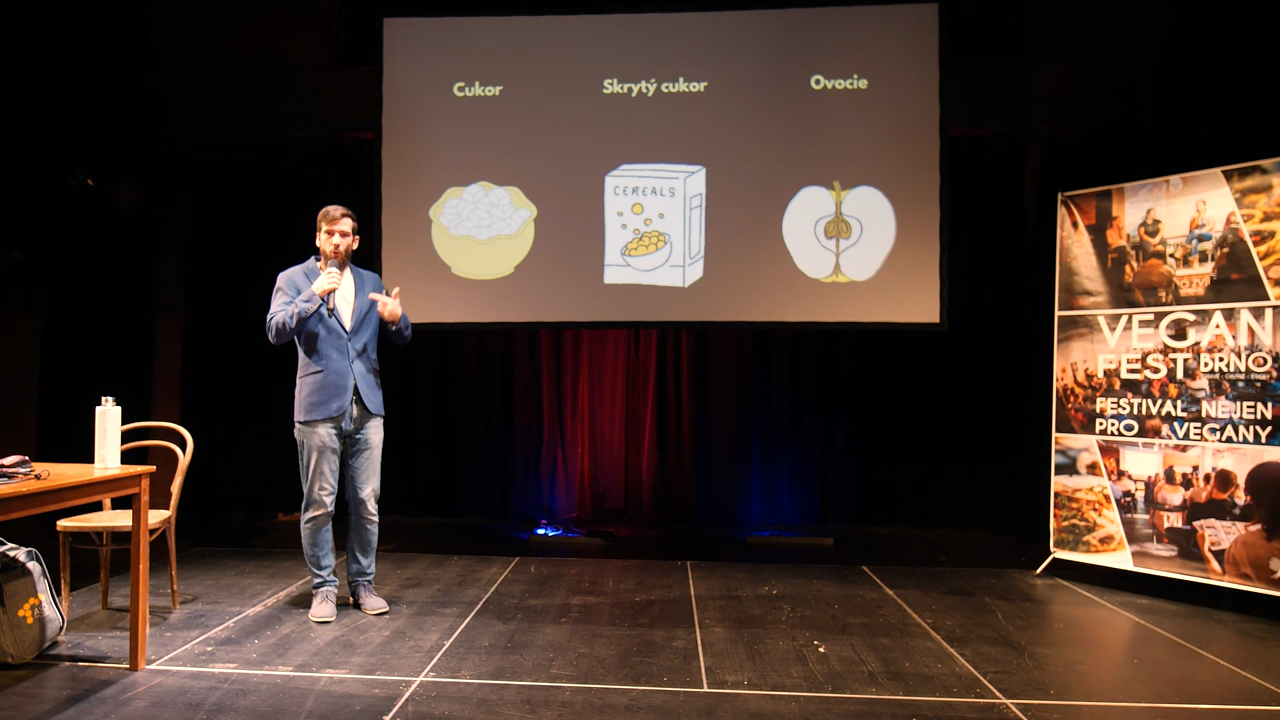 Cukor
Skrytý cukor
Ovocie
CEREALS
VEGAN
FEST BRNO
FESTIVAL NEJEN
PRO VEGANY